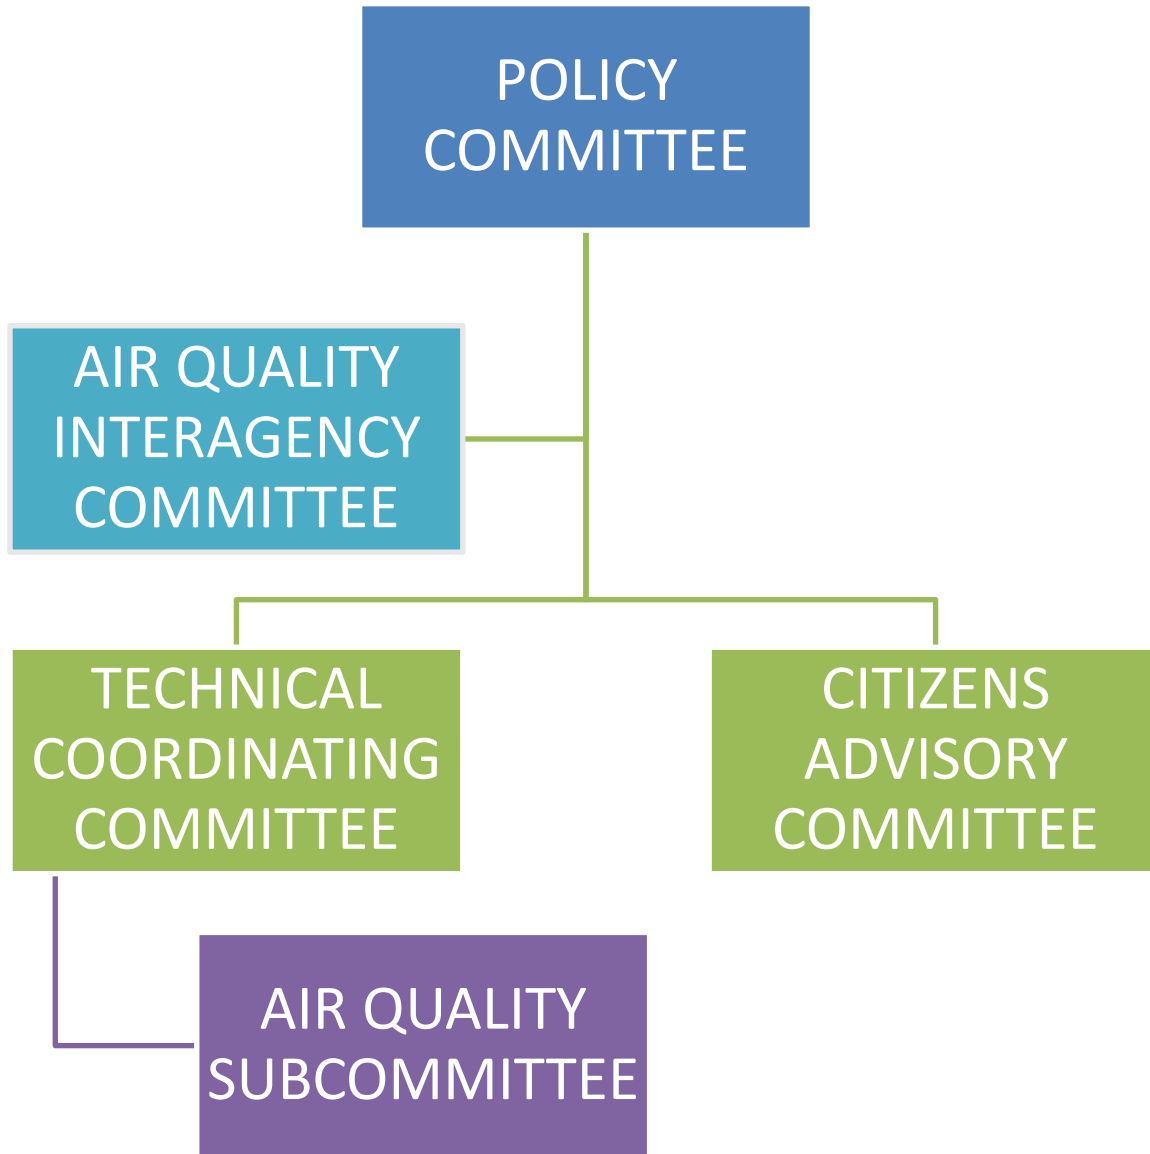 POLICY
COMMITTEE
AIR QUALITY
INTERAGENCY
COMMITTEE
TECHNICAL
COORDINATING
COMMITTEE
CITIZENS
ADVISORY
COMMITTEE
AIR QUALITY
SUBCOMMITTEE